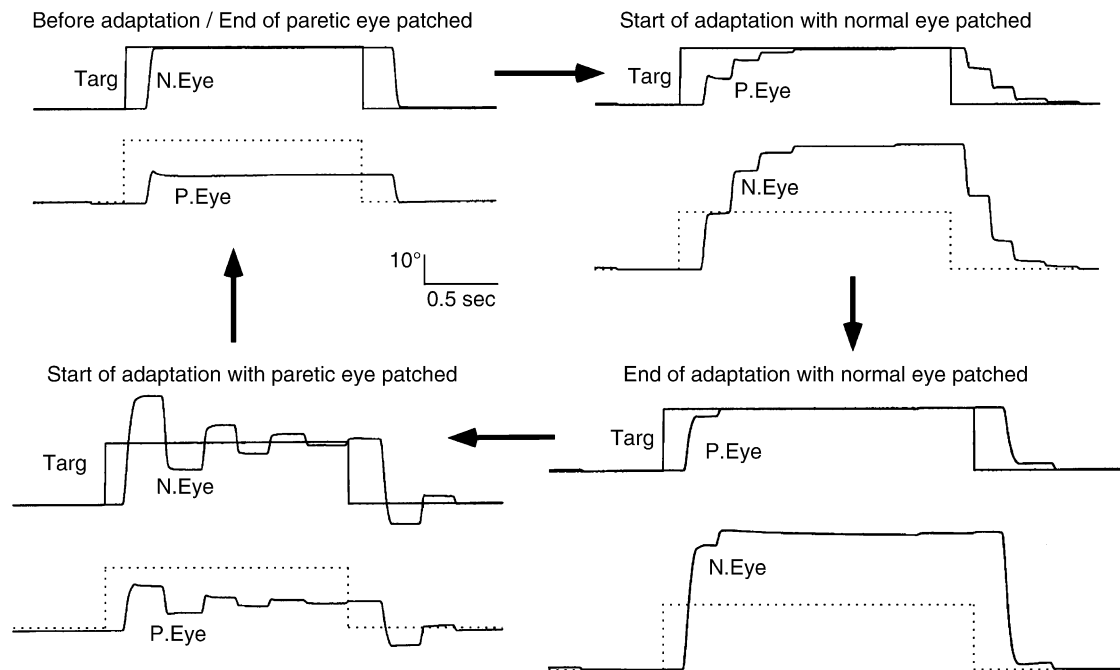 Before adaptation / End of paretic eye patched
Targ
N.Eye
P.Eye
Start of adaptation with normal eye patched
Targ
P.Eye
N.Eye
10°
0.5 sec
Start of adaptation with paretic eye patched
Targ
N.Eye
P.Eye
End of adaptation with normal eye patched
Targ
P.Eye
N.Eye